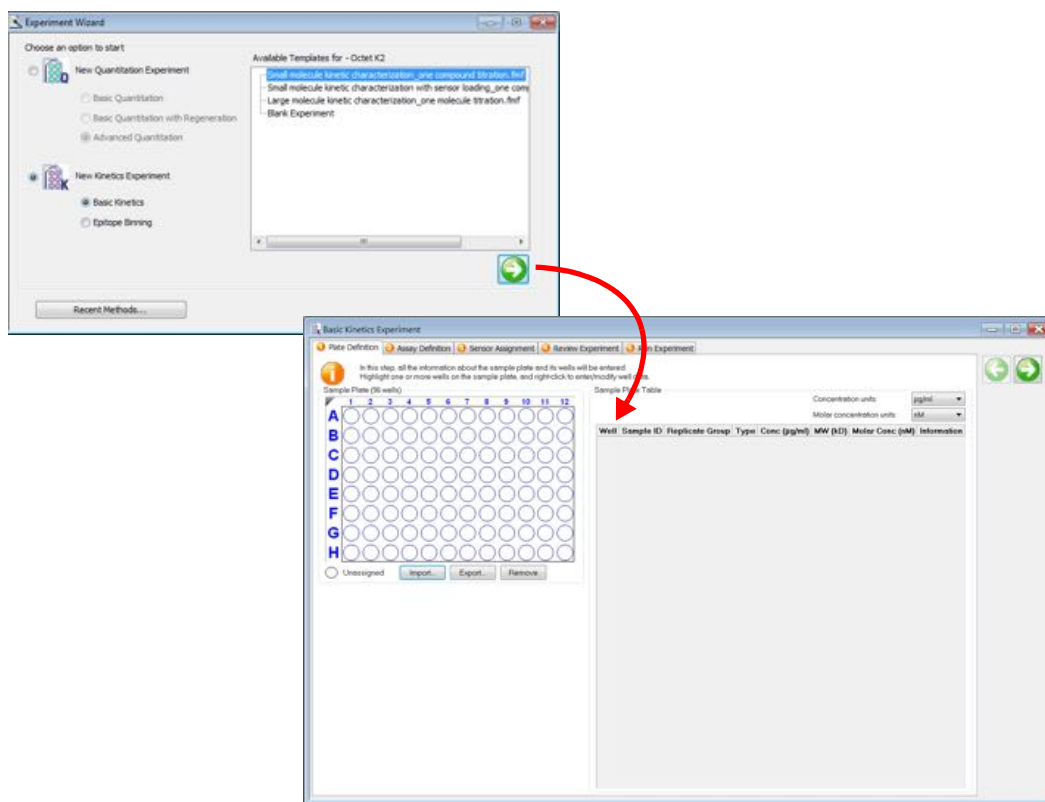 Experiment Wizard
Choose an option to start
New Quantitation Experiment
Basic Quantitation
Basic Quantitation with Regeneration
Advanced Quantitation
New Kinetics Experiment
Basic Kinetics
Epitope Binning
Available Templates for - Octet K2
Small molecule kinetic characterization_one compound titration.fmf
Small molecule kinetic characterization with sensor loading_one com
Large molecule kinetic characterization_one molecule titration.fmf
Blank Experiment
Recent Methods...
Basic Kinetics Experiment
Plate Definition Assay Definition Sensor Assignment Review Experiment Run Experiment
In this step, all the information about the sample plate and its wells will be entered.
Highlight one or more wells on the sample plate, and right-click to enter/modify well data.
Sample Plate (96 wells)
1 2 3 4 5 6 7 8 9 10 11 12
A
B
C
D
E
F
G
H
Unassigned Import... Export... Remove
Sample Plate Table
Concentration units: µg/ml
Molar concentration units: nM
Well Sample ID Replicate Group Type Conc (µg/ml) MW (kD) Molar Conc (nM) Information